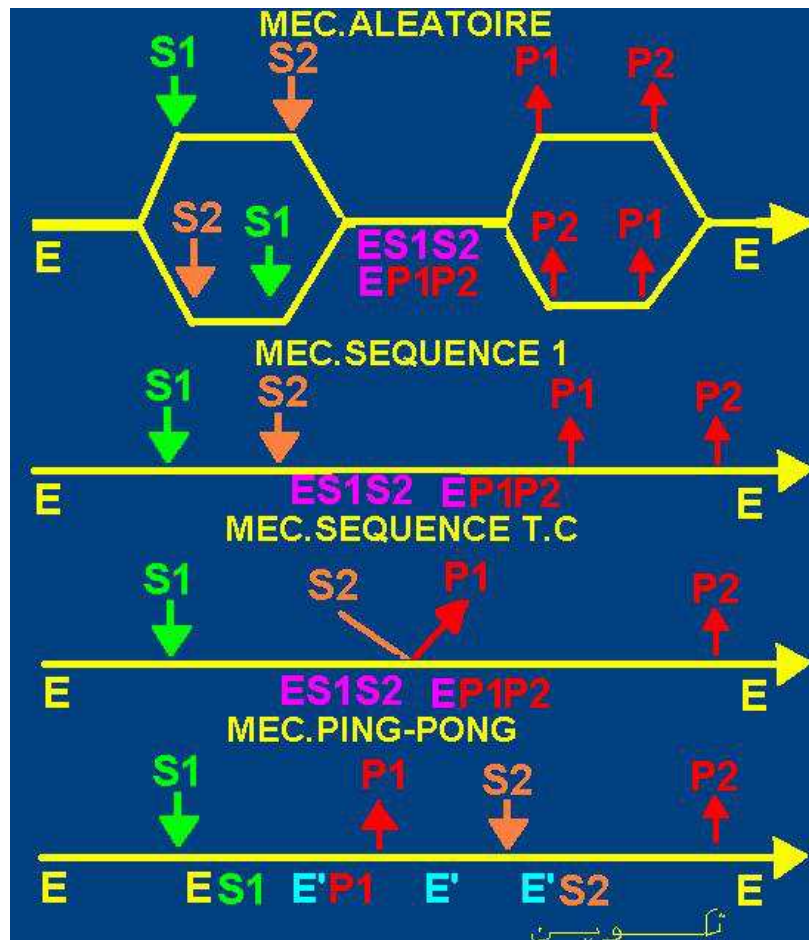 MEC.ALEATOIRE
S1 S2 P1 P2
S2 S1 P2 P1
E ES1S2 E
EP1P2
MEC.SEQUENCE 1
S1 S2 P1 P2
E ES1S2 EP1P2 E
MEC.SEQUENCE T.C
S1 S2 P1 P2
E ES1S2 EP1P2 E
MEC.PING-PONG
S1 P1 S2 P2
E ES1 E'P1 E' E'S2 E
تكوين